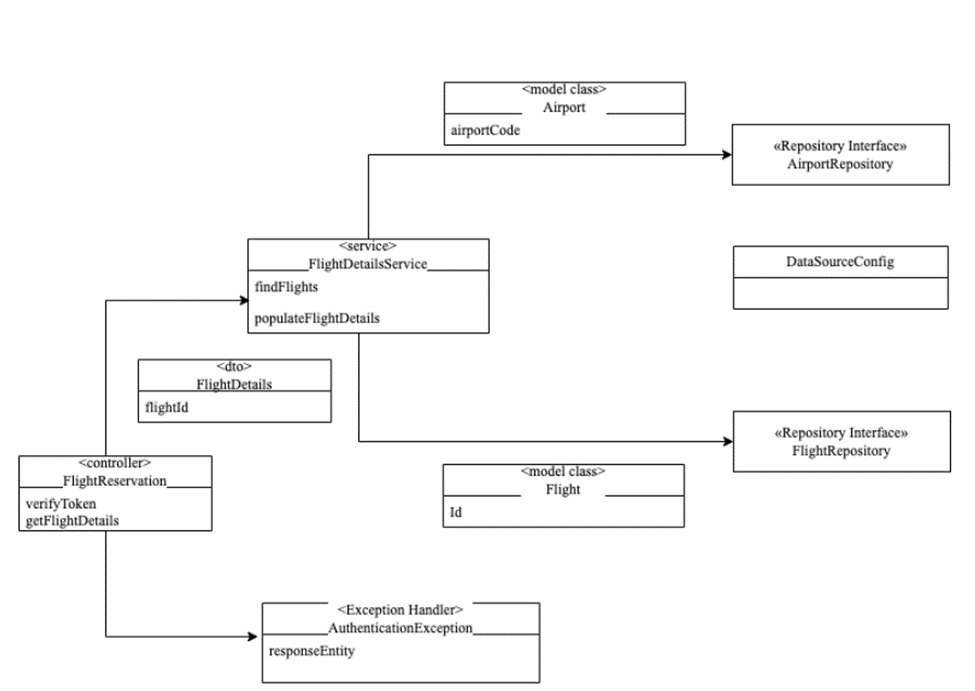 <model class>
Airport
airportCode
«Repository Interface»
AirportRepository
<service>
FlightDetailsService
findFlights
populateFlightDetails
DataSourceConfig
<dto>
FlightDetails
flightId
«Repository Interface»
FlightRepository
<controller>
FlightReservation
verifyToken
getFlightDetails
<model class>
Flight
Id
<Exception Handler>
AuthenticationException
responseEntity